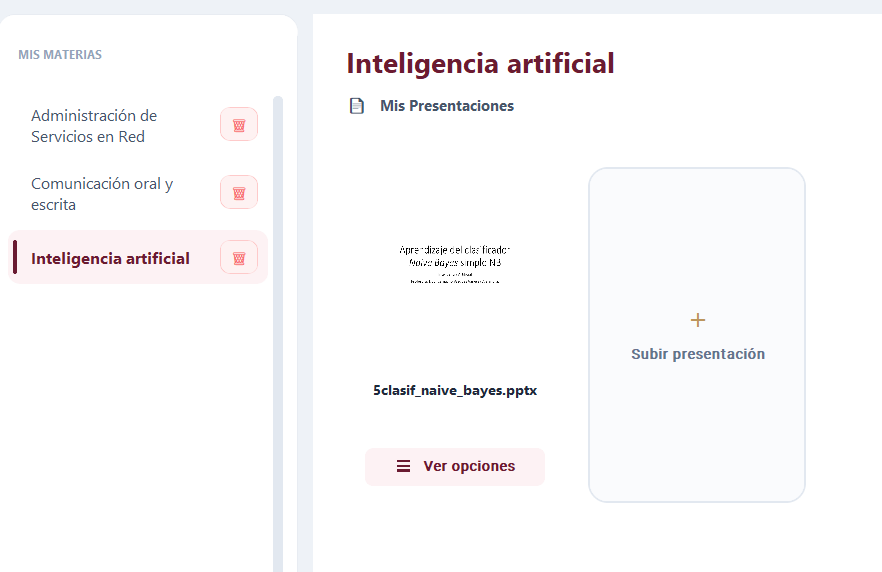 MIS MATERIAS
Administración de
Servicios en Red
Comunicación oral y
escrita
Inteligencia artificial
Inteligencia artificial
Mis Presentaciones
Aprendizaje del clasificador
Naive Bayes simple NB
5clasif_naive_bayes.pptx
Ver opciones
+
Subir presentación